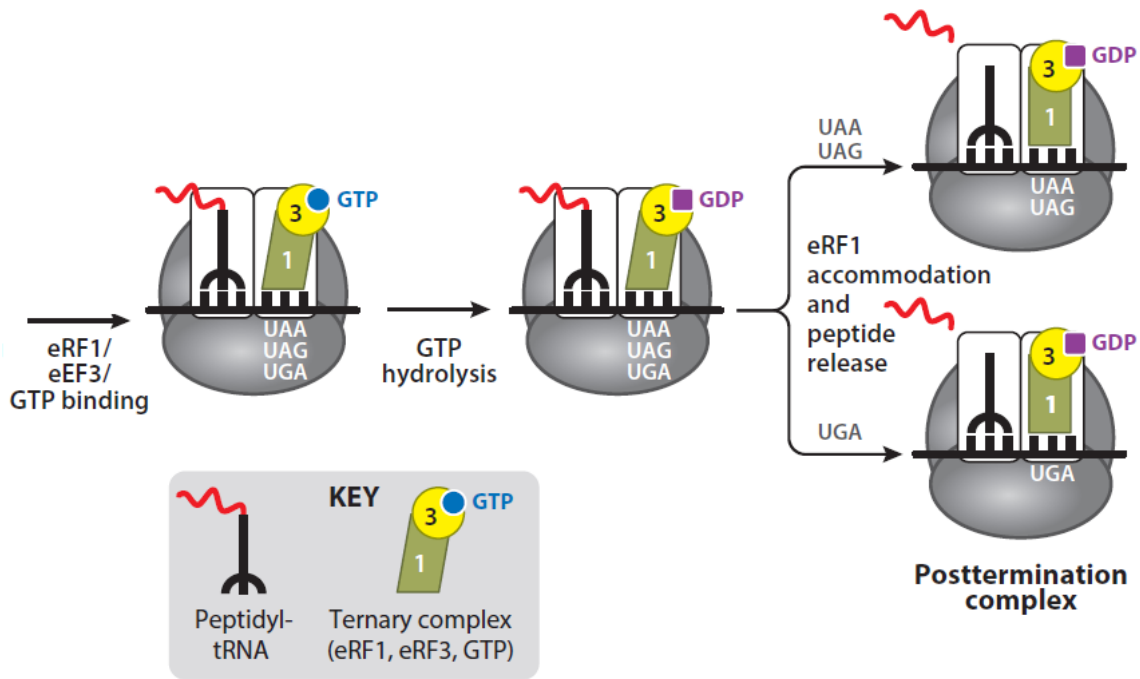 eRF1/
eEF3/
GTP binding
3
GTP
1
UAA
UAG
UGA
GTP
hydrolysis
3
GDP
1
UAA
UAG
UGA
UAA
UAG
eRF1
accommodation
and
peptide
release
UGA
3
GDP
1
UAA
UAG
3
GDP
1
UGA
Posttermination
complex
KEY
3
GTP
1
Peptidyl-
tRNA
Ternary complex
(eRF1, eRF3, GTP)